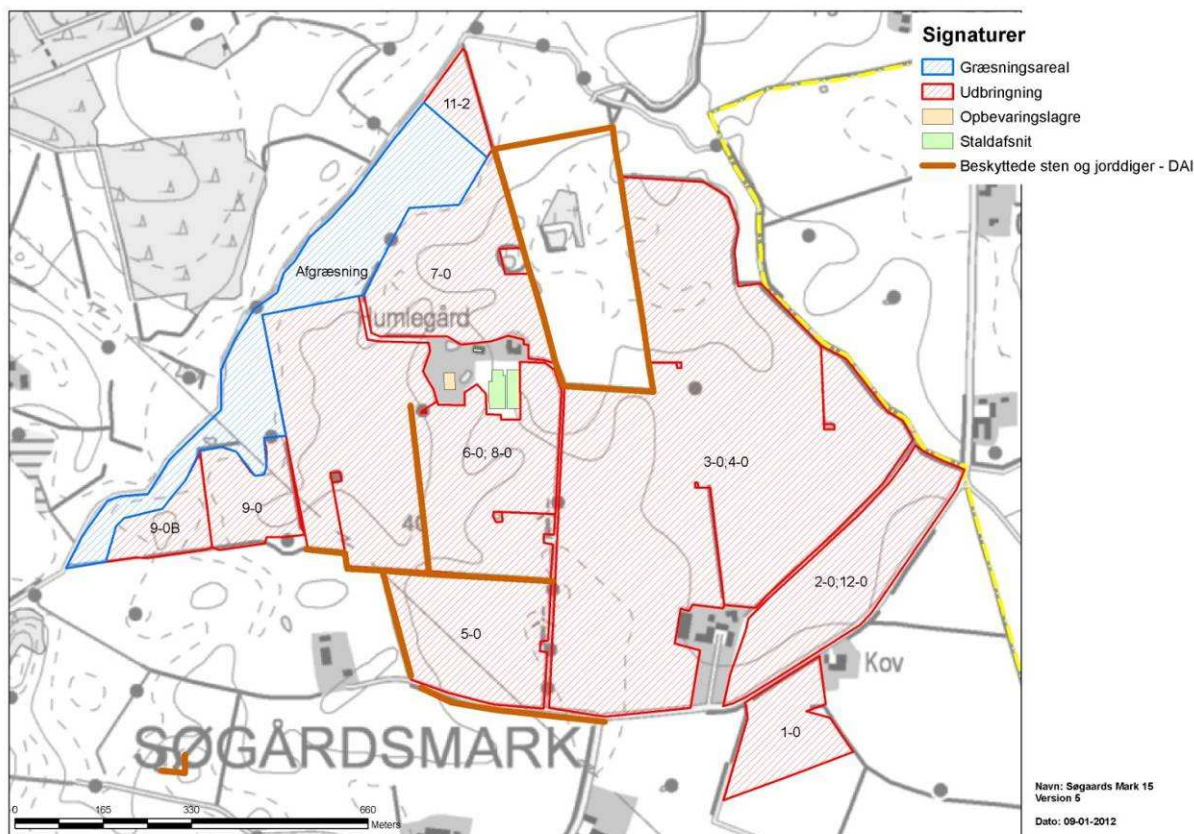 Signaturer
Græsningsareal
Udbringning
Opbevaringslagre
Staldafsnit
Beskyttede sten og jorddiger - DAI
11-2
Afgræsning
7-0
Humlegård
6-0; 8-0
3-0;4-0
9-0
9-0B
2-0;12-0
5-0
Kov
1-0
SØGÅRDSMARK
0 165 330 660
Meters
Navn: Søgaards Mark 15
Version 5
Dato: 09-01-2012